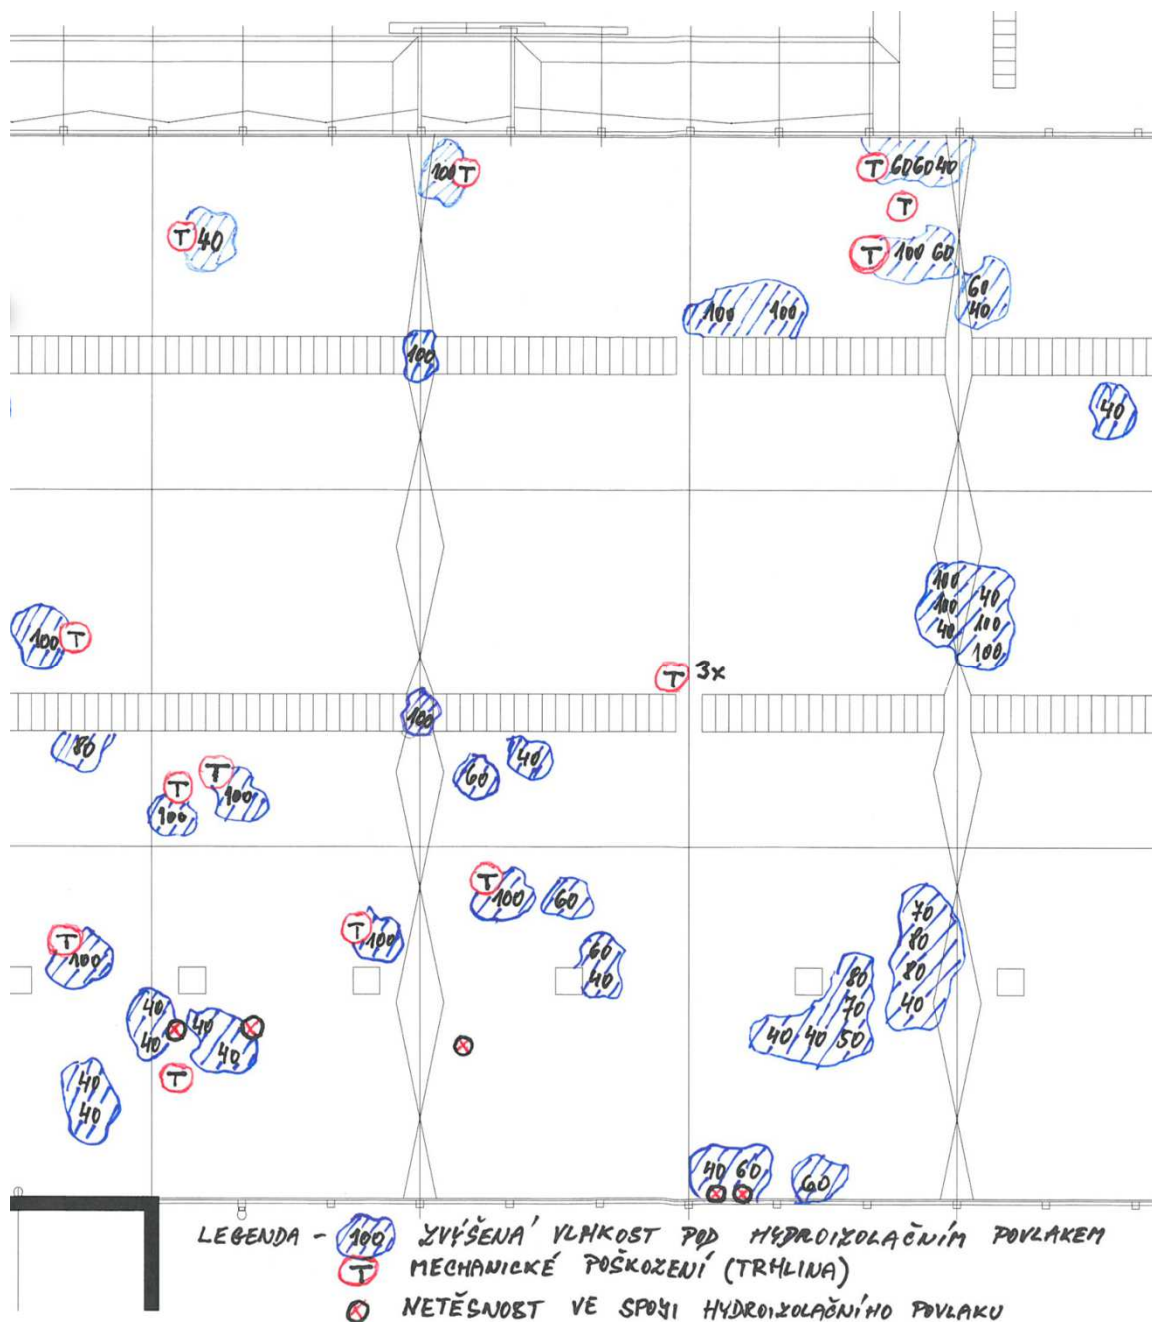 100 T
T 60 60 40
T
T 40
T 100 60
60
40
100 100
100
40
100
100
40
40
100
100
100 T
T 3x
100
80
40
60
T
T
100
100
T
100
60
T
100
T
100
60
40
70
80
80
40
80
70
40 40 50
40
40
40
40
T
40
40
40 60
60
LEGENDA - 100 ZVÝŠENÁ VLHKOST POD HYDROIZOLAČNÍM POVLAKEM
T MECHANICKÉ POŠKOZENÍ (TRHLINA)
NETĚSNOST VE SPOJI HYDROIZOLAČNÍHO POVLAKU